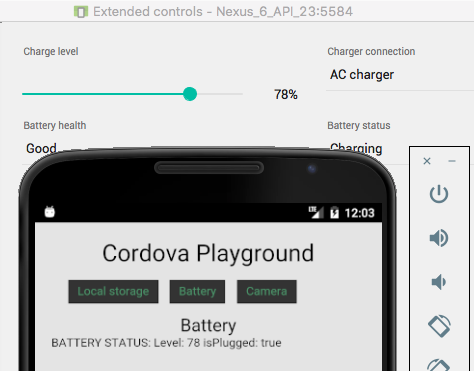 Extended controls - Nexus_6_API_23:5584
Charge level
Charger connection
78%
AC charger
Battery health
Battery status
Good
Charging
LTE 12:03
Cordova Playground
Local storage Battery Camera
Battery
BATTERY STATUS: Level: 78 isPlugged: true